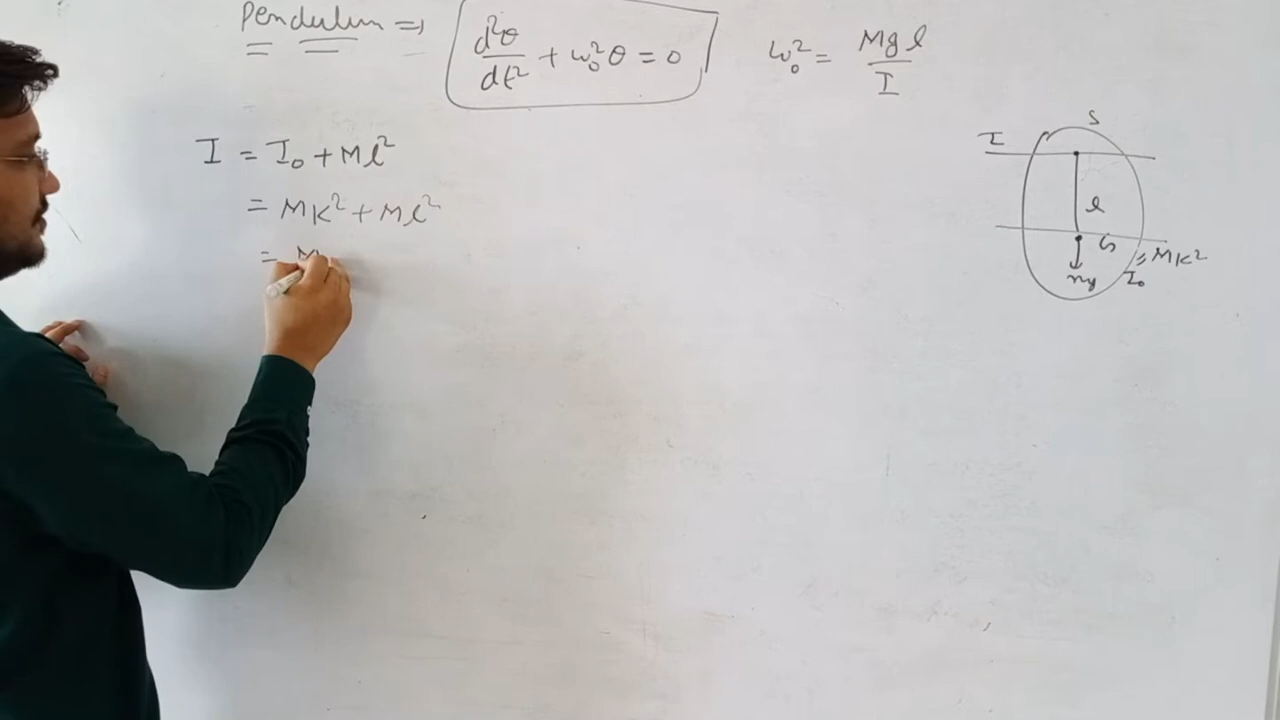 Pendulum ⇒ d²θ/dt² + ω₀²θ = 0 ω₀² = Mgl/I
I = I₀ + Ml²
= MK² + Ml²
= M
S
I
l
G
= MK²
I₀
mg